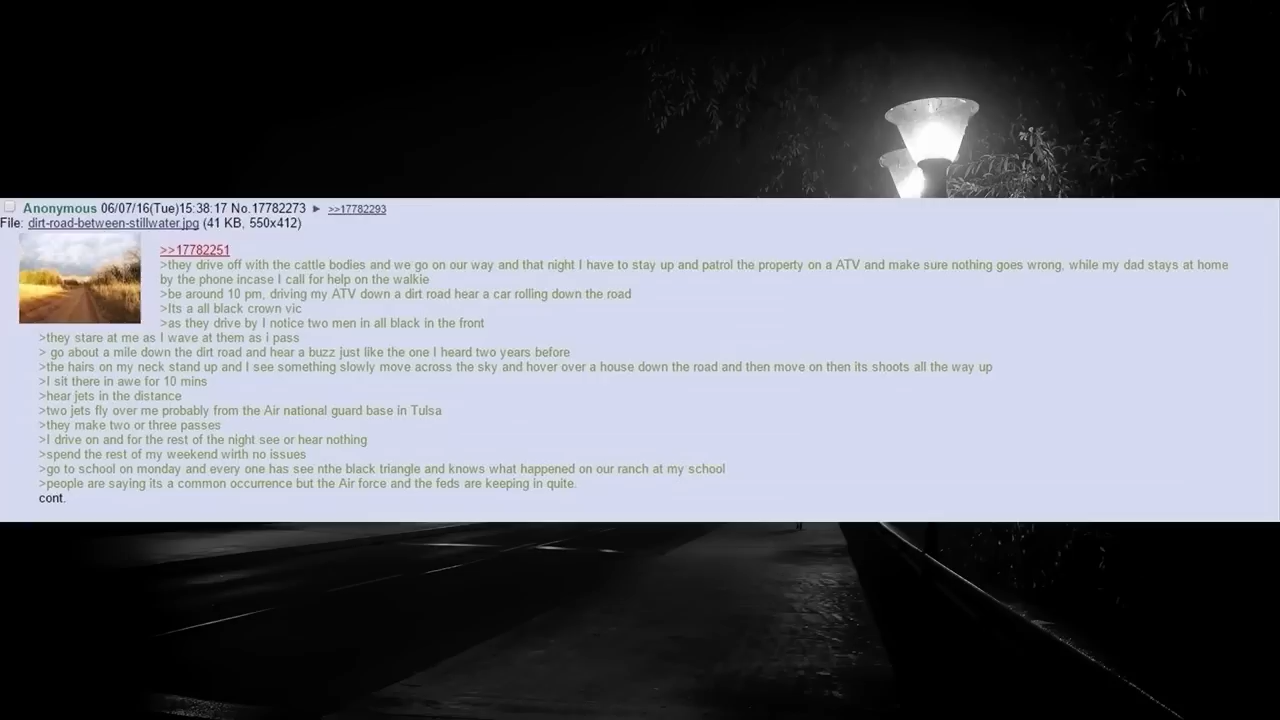 Anonymous 06/07/16(Tue)15:38:17 No.17782273 ▶ >>17782293
File: dirt-road-between-stillwater.jpg (41 KB, 550x412)
>>17782251
>they drive off with the cattle bodies and we go on our way and that night I have to stay up and patrol the property on a ATV and make sure nothing goes wrong, while my dad stays at home
by the phone incase I call for help on the walkie
>be around 10 pm, driving my ATV down a dirt road hear a car rolling down the road
>Its a all black crown vic
>as they drive by I notice two men in all black in the front
>they stare at me as I wave at them as i pass
> go about a mile down the dirt road and hear a buzz just like the one I heard two years before
>the hairs on my neck stand up and I see something slowly move across the sky and hover over a house down the road and then move on then its shoots all the way up
>I sit there in awe for 10 mins
>hear jets in the distance
>two jets fly over me probably from the Air national guard base in Tulsa
>they make two or three passes
>I drive on and for the rest of the night see or hear nothing
>spend the rest of my weekend wirth no issues
>go to school on monday and every one has see nthe black triangle and knows what happened on our ranch at my school
>people are saying its a common occurrence but the Air force and the feds are keeping in quite.
cont.